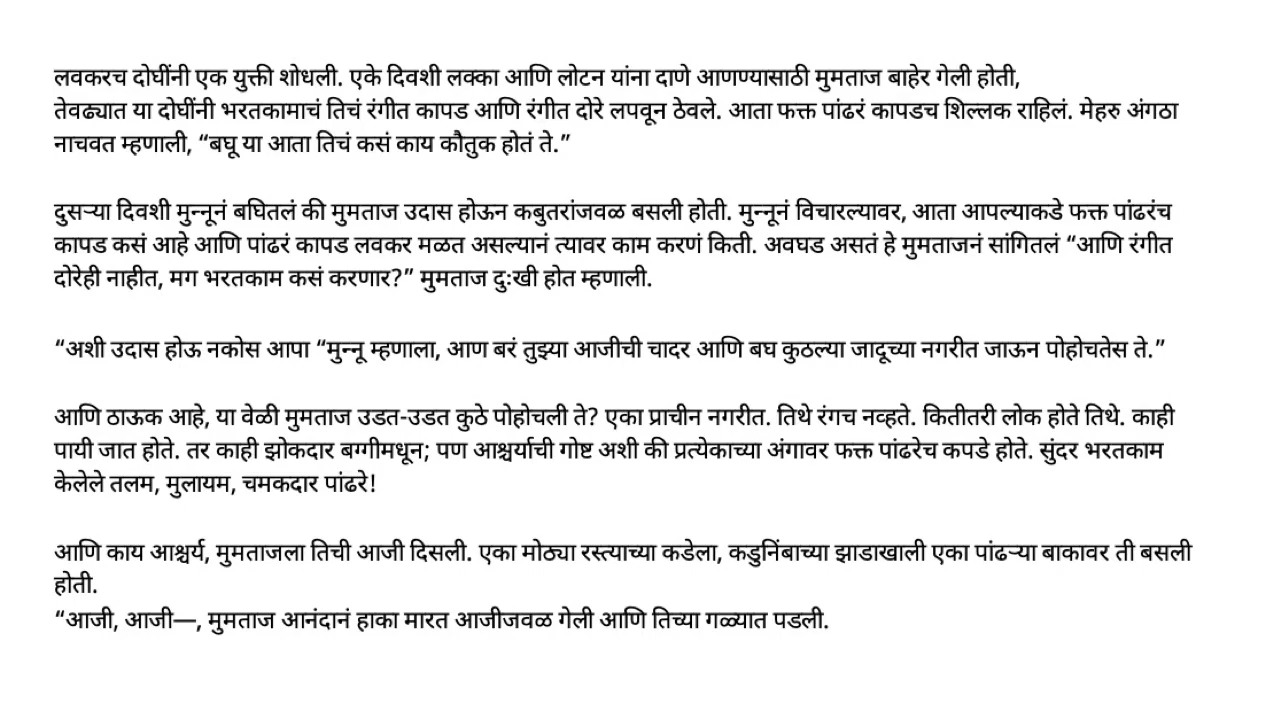 लवकरच दोघींनी एक युक्ती शोधली. एके दिवशी लक्का आणि लोटन यांना दाणे आणण्यासाठी मुमताज बाहेर गेली होती,
तेवढ्यात या दोघींनी भरतकामाचं तिचं रंगीत कापड आणि रंगीत दोरे लपवून ठेवले. आता फक्त पांढरं कापडच शिल्लक राहिलं. मेहरु अंगठा
नाचवत म्हणाली, “बघू या आता तिचं कसं काय कौतुक होतं ते.”
दुसऱ्या दिवशी मुन्नूनं बघितलं की मुमताज उदास होऊन कबुतरांजवळ बसली होती. मुन्नूनं विचारल्यावर, आता आपल्याकडे फक्त पांढरंच
कापड कसं आहे आणि पांढरं कापड लवकर मळत असल्यानं त्यावर काम करणं किती. अवघड असतं हे मुमताजनं सांगितलं “आणि रंगीत
दोरेही नाहीत, मग भरतकाम कसं करणार?” मुमताज दुःखी होत म्हणाली.
“अशी उदास होऊ नकोस आपा “मुन्नू म्हणाला, आण बरं तुझ्या आजीची चादर आणि बघ कुठल्या जादूच्या नगरीत जाऊन पोहोचतेस ते.”
आणि ठाऊक आहे, या वेळी मुमताज उडत-उडत कुठे पोहोचली ते? एका प्राचीन नगरीत. तिथे रंगच नव्हते. कितीतरी लोक होते तिथे. काही
पायी जात होते. तर काही झोकदार बग्गीमधून; पण आश्चर्याची गोष्ट अशी की प्रत्येकाच्या अंगावर फक्त पांढरेच कपडे होते. सुंदर भरतकाम
केलेले तलम, मुलायम, चमकदार पांढरे!
आणि काय आश्चर्य, मुमताजला तिची आजी दिसली. एका मोठ्या रस्त्याच्या कडेला, कडुनिंबाच्या झाडाखाली एका पांढऱ्या बाकावर ती बसली
होती.
“आजी, आजी—, मुमताज आनंदानं हाका मारत आजीजवळ गेली आणि तिच्या गळ्यात पडली.